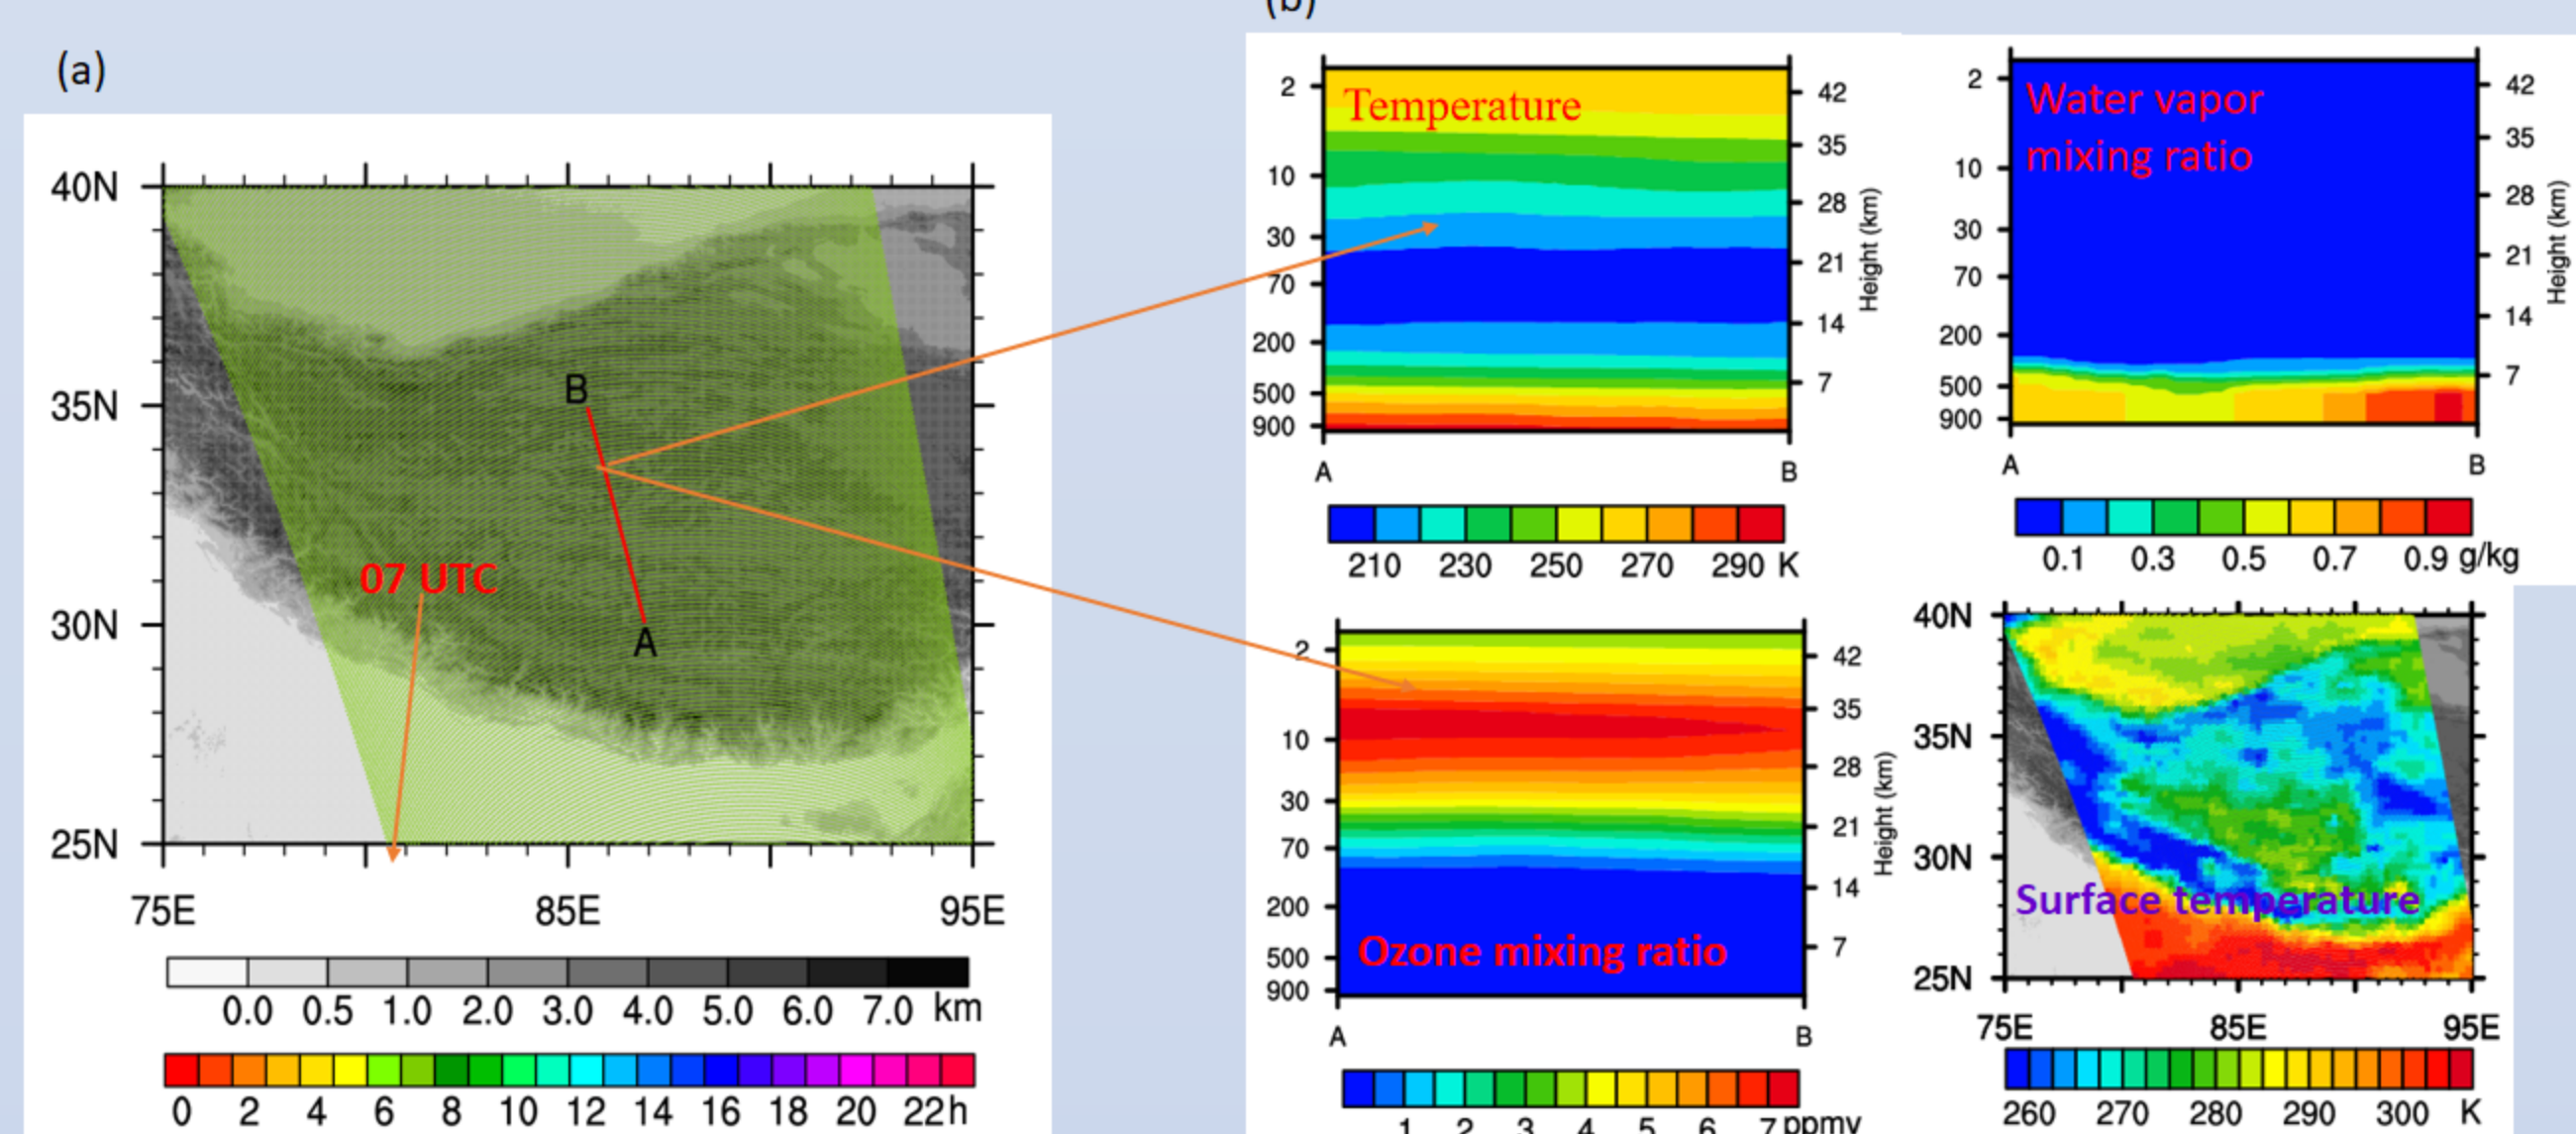 (a)
40N
35N
30N
25N
75E 85E 95E
B
A
07 UTC
0.0 0.5 1.0 2.0 3.0 4.0 5.0 6.0 7.0 km
0 2 4 6 8 10 12 14 16 18 20 22h
(b)
Temperature
2
10
30
70
200
500
900
42
35
28
21
14
7
Height (km)
A B
210 230 250 270 290 K
Water vapor
mixing ratio
2
10
30
70
200
500
900
42
35
28
21
14
7
Height (km)
A B
0.1 0.3 0.5 0.7 0.9 g/kg
2
10
30
70
200
500
900
42
35
28
21
14
7
Height (km)
Ozone mixing ratio
A B
1 2 3 4 5 6 7 ppmv
40N
35N
30N
25N
Surface temperature
75E 85E 95E
260 270 280 290 300 K